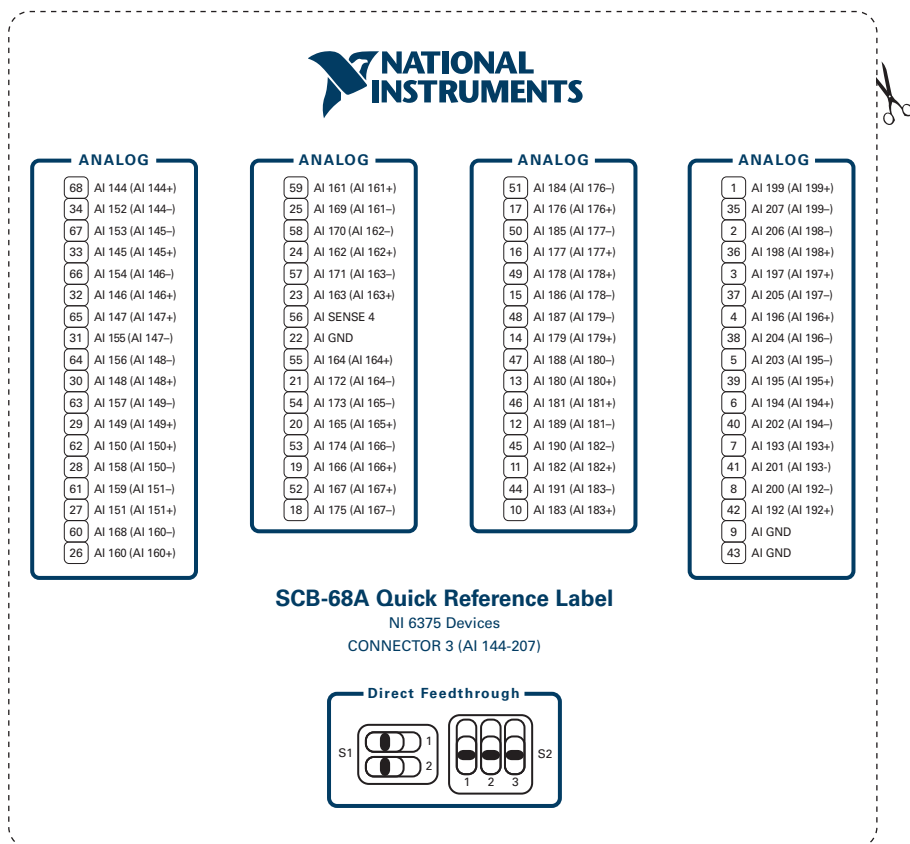 NATIONAL
INSTRUMENTS
ANALOG
68 AI 144 (AI 144+)
34 AI 152 (AI 144–)
67 AI 153 (AI 145–)
33 AI 145 (AI 145+)
66 AI 154 (AI 146–)
32 AI 146 (AI 146+)
65 AI 147 (AI 147+)
31 AI 155 (AI 147–)
64 AI 156 (AI 148–)
30 AI 148 (AI 148+)
63 AI 157 (AI 149–)
29 AI 149 (AI 149+)
62 AI 150 (AI 150+)
28 AI 158 (AI 150–)
61 AI 159 (AI 151–)
27 AI 151 (AI 151+)
60 AI 168 (AI 160–)
26 AI 160 (AI 160+)
ANALOG
59 AI 161 (AI 161+)
25 AI 169 (AI 161–)
58 AI 170 (AI 162–)
24 AI 162 (AI 162+)
57 AI 171 (AI 163–)
23 AI 163 (AI 163+)
56 AI SENSE 4
22 AI GND
55 AI 164 (AI 164+)
21 AI 172 (AI 164–)
54 AI 173 (AI 165–)
20 AI 165 (AI 165+)
53 AI 174 (AI 166–)
19 AI 166 (AI 166+)
52 AI 167 (AI 167+)
18 AI 175 (AI 167–)
ANALOG
51 AI 184 (AI 176–)
17 AI 176 (AI 176+)
50 AI 185 (AI 177–)
16 AI 177 (AI 177+)
49 AI 178 (AI 178+)
15 AI 186 (AI 178–)
48 AI 187 (AI 179–)
14 AI 179 (AI 179+)
47 AI 188 (AI 180–)
13 AI 180 (AI 180+)
46 AI 181 (AI 181+)
12 AI 189 (AI 181–)
45 AI 190 (AI 182–)
11 AI 182 (AI 182+)
44 AI 191 (AI 183–)
10 AI 183 (AI 183+)
ANALOG
1 AI 199 (AI 199+)
35 AI 207 (AI 199–)
2 AI 206 (AI 198–)
36 AI 198 (AI 198+)
3 AI 197 (AI 197+)
37 AI 205 (AI 197–)
4 AI 196 (AI 196+)
38 AI 204 (AI 196–)
5 AI 203 (AI 195–)
39 AI 195 (AI 195+)
6 AI 194 (AI 194+)
40 AI 202 (AI 194–)
7 AI 193 (AI 193+)
41 AI 201 (AI 193-)
8 AI 200 (AI 192–)
42 AI 192 (AI 192+)
9 AI GND
43 AI GND
SCB-68A Quick Reference Label
NI 6375 Devices
CONNECTOR 3 (AI 144-207)
Direct Feedthrough
S1
1
2
1 2 3
S2